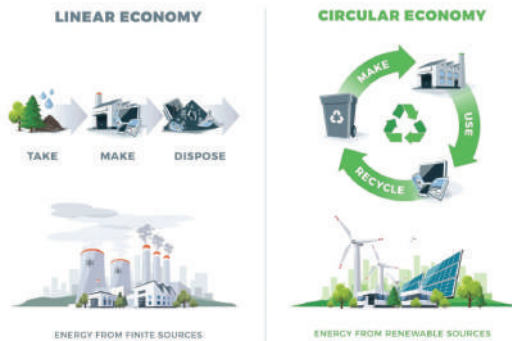 LINEAR ECONOMY
TAKE
MAKE
DISPOSE
ENERGY FROM FINITE SOURCES
CIRCULAR ECONOMY
MAKE
USE
RECYCLE
ENERGY FROM RENEWABLE SOURCES